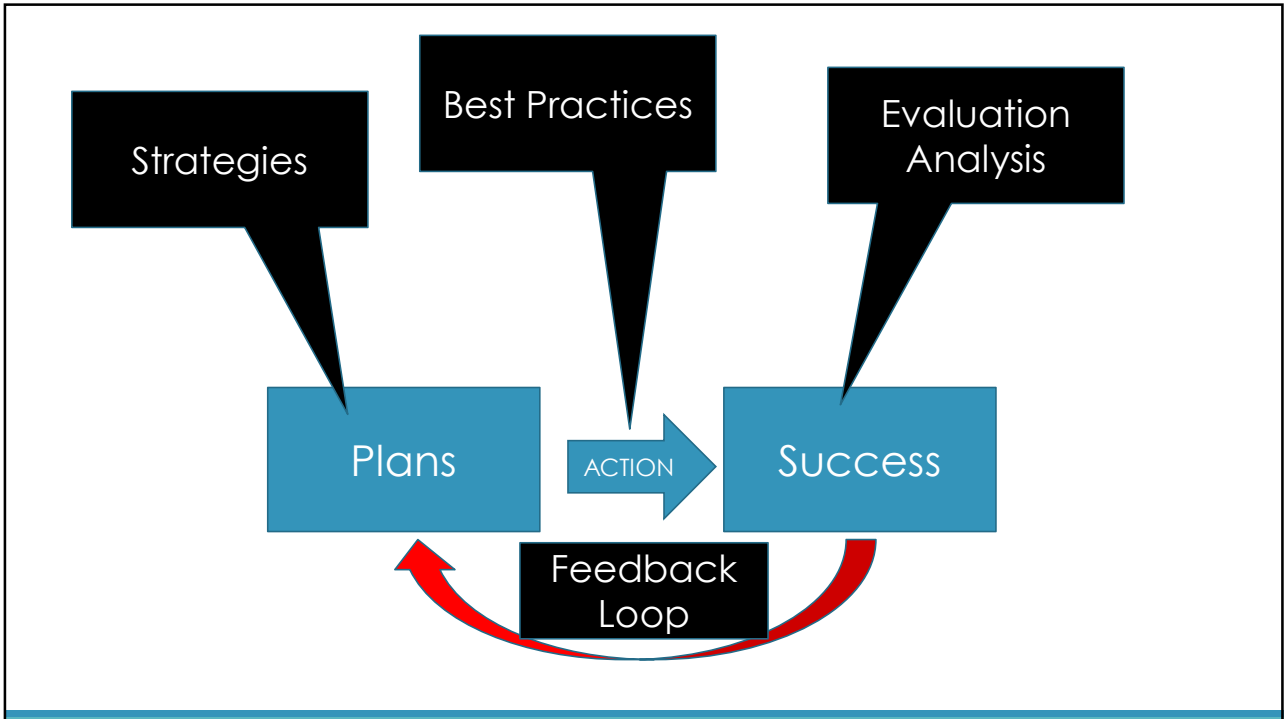 Strategies
Best Practices
Evaluation
Analysis
Plans
ACTION
Success
Feedback
Loop